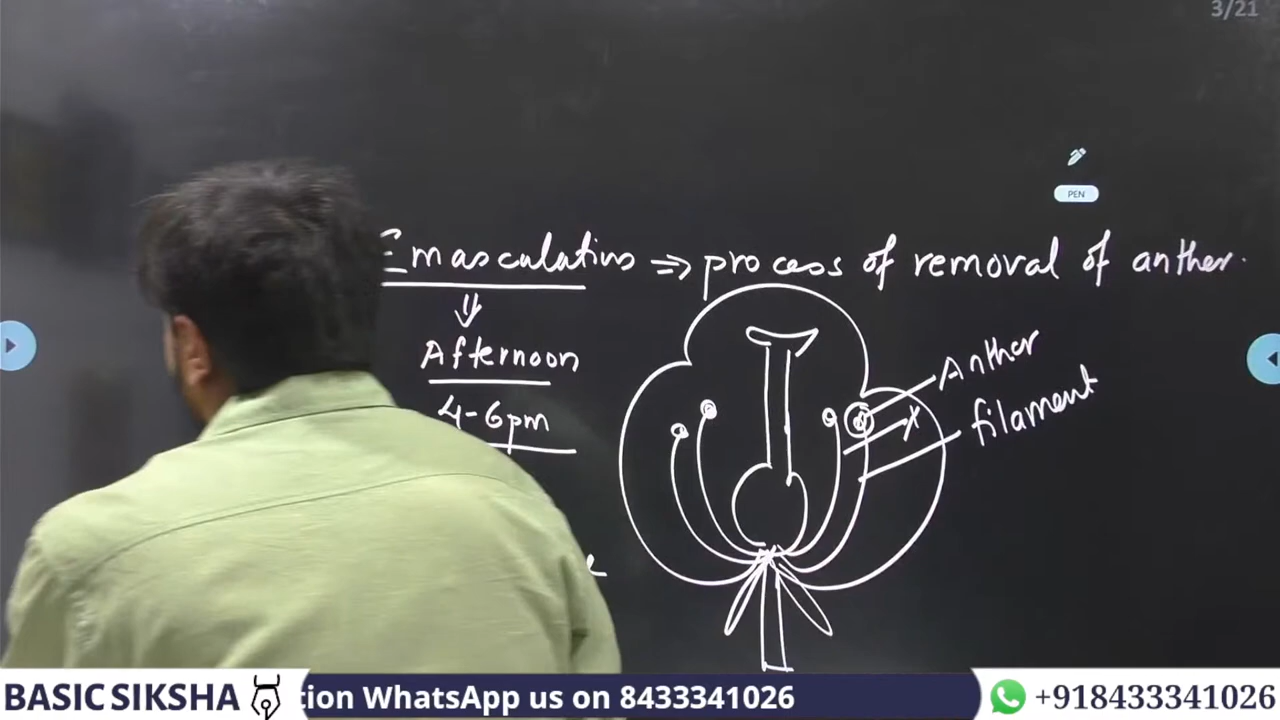 3/21
PEN
Emasculation => process of removal of anther.
Afternoon
4-6pm
Anther
x
filament
BASIC SIKSHA
tion WhatsApp us on 8433341026
+918433341026